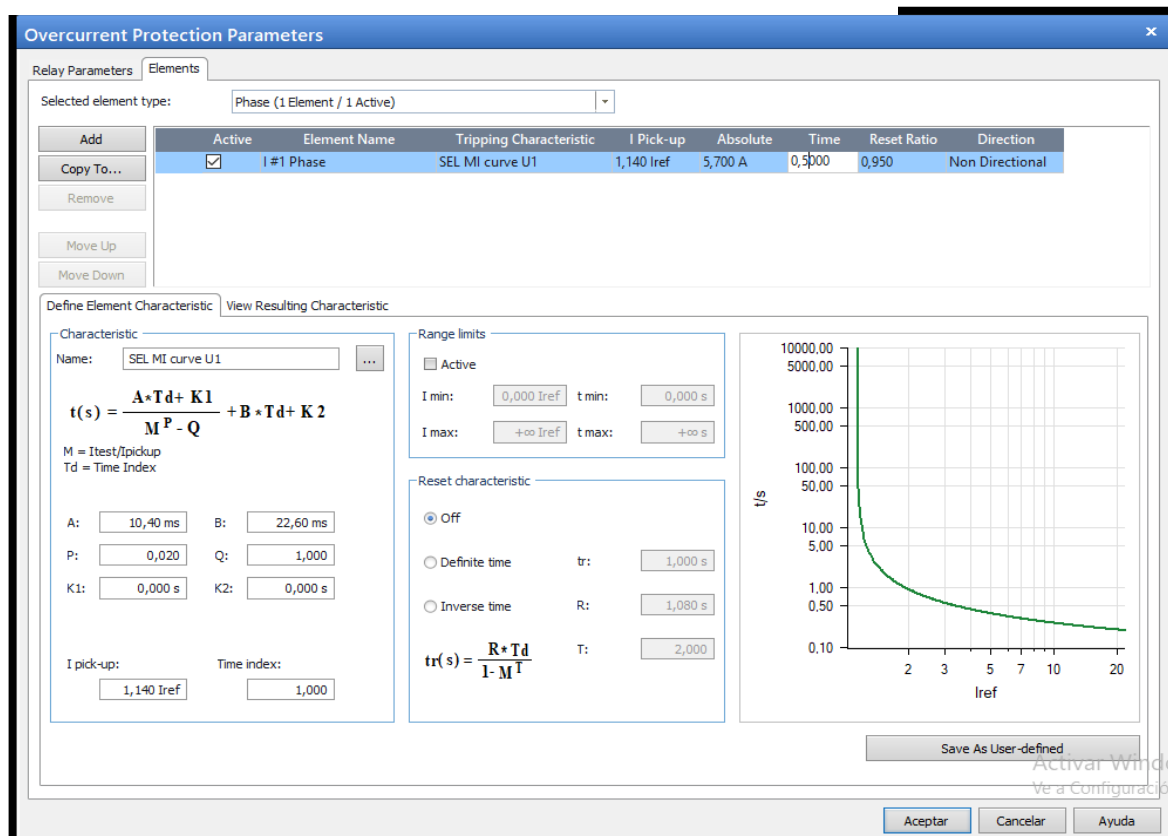 Overcurrent Protection Parameters ×
Relay Parameters Elements
Selected element type: Phase (1 Element / 1 Active)
Add
Copy To...
Remove
Move Up
Move Down
Active Element Name Tripping Characteristic I Pick-up Absolute Time Reset Ratio Direction
I #1 Phase SEL MI curve U1 1,140 Iref 5,700 A 0,5000 0,950 Non Directional
Define Element Characteristic View Resulting Characteristic
Characteristic
Name: SEL MI curve U1 ...
t(s) = (A*Td+ K1) / (M^P - Q) + B*Td+ K2
M = Itest/Ipickup
Td = Time Index
A: 10,40 ms B: 22,60 ms
P: 0,020 Q: 1,000
K1: 0,000 s K2: 0,000 s
I pick-up: Time index:
1,140 Iref 1,000
Range limits
Active
I min: 0,000 Iref t min: 0,000 s
I max: +∞ Iref t max: +∞ s
Reset characteristic
Off
Definite time tr: 1,000 s
Inverse time R: 1,080 s
tr(s) = (R*Td) / (1- M^T) T: 2,000
t/s
10000,00
5000,00
1000,00
500,00
100,00
50,00
10,00
5,00
1,00
0,50
0,10
2 3 5 7 10 20
Iref
Save As User-defined
Activar Windo
Ve a Configuració
Aceptar Cancelar Ayuda